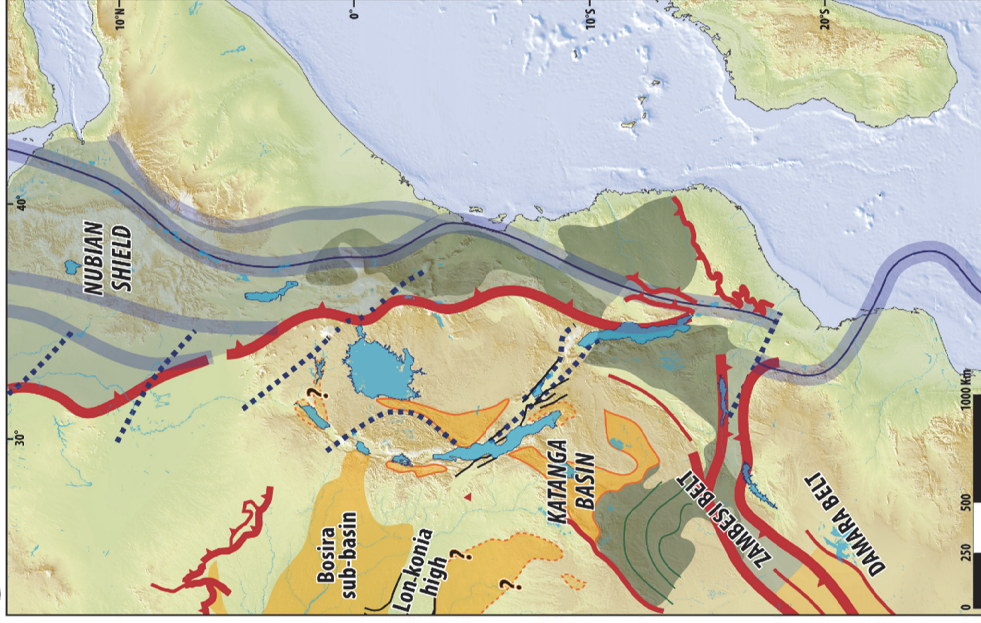 10°N
0°
10°S
20°S
40°
30°
NUBIAN
SHIELD
?
KATANGA
BASIN
Bosira
sub-basin
Lon-Konia
high
?
?
ZAMBESI BELT
DAMARA BELT
0
250
500
1000 Km